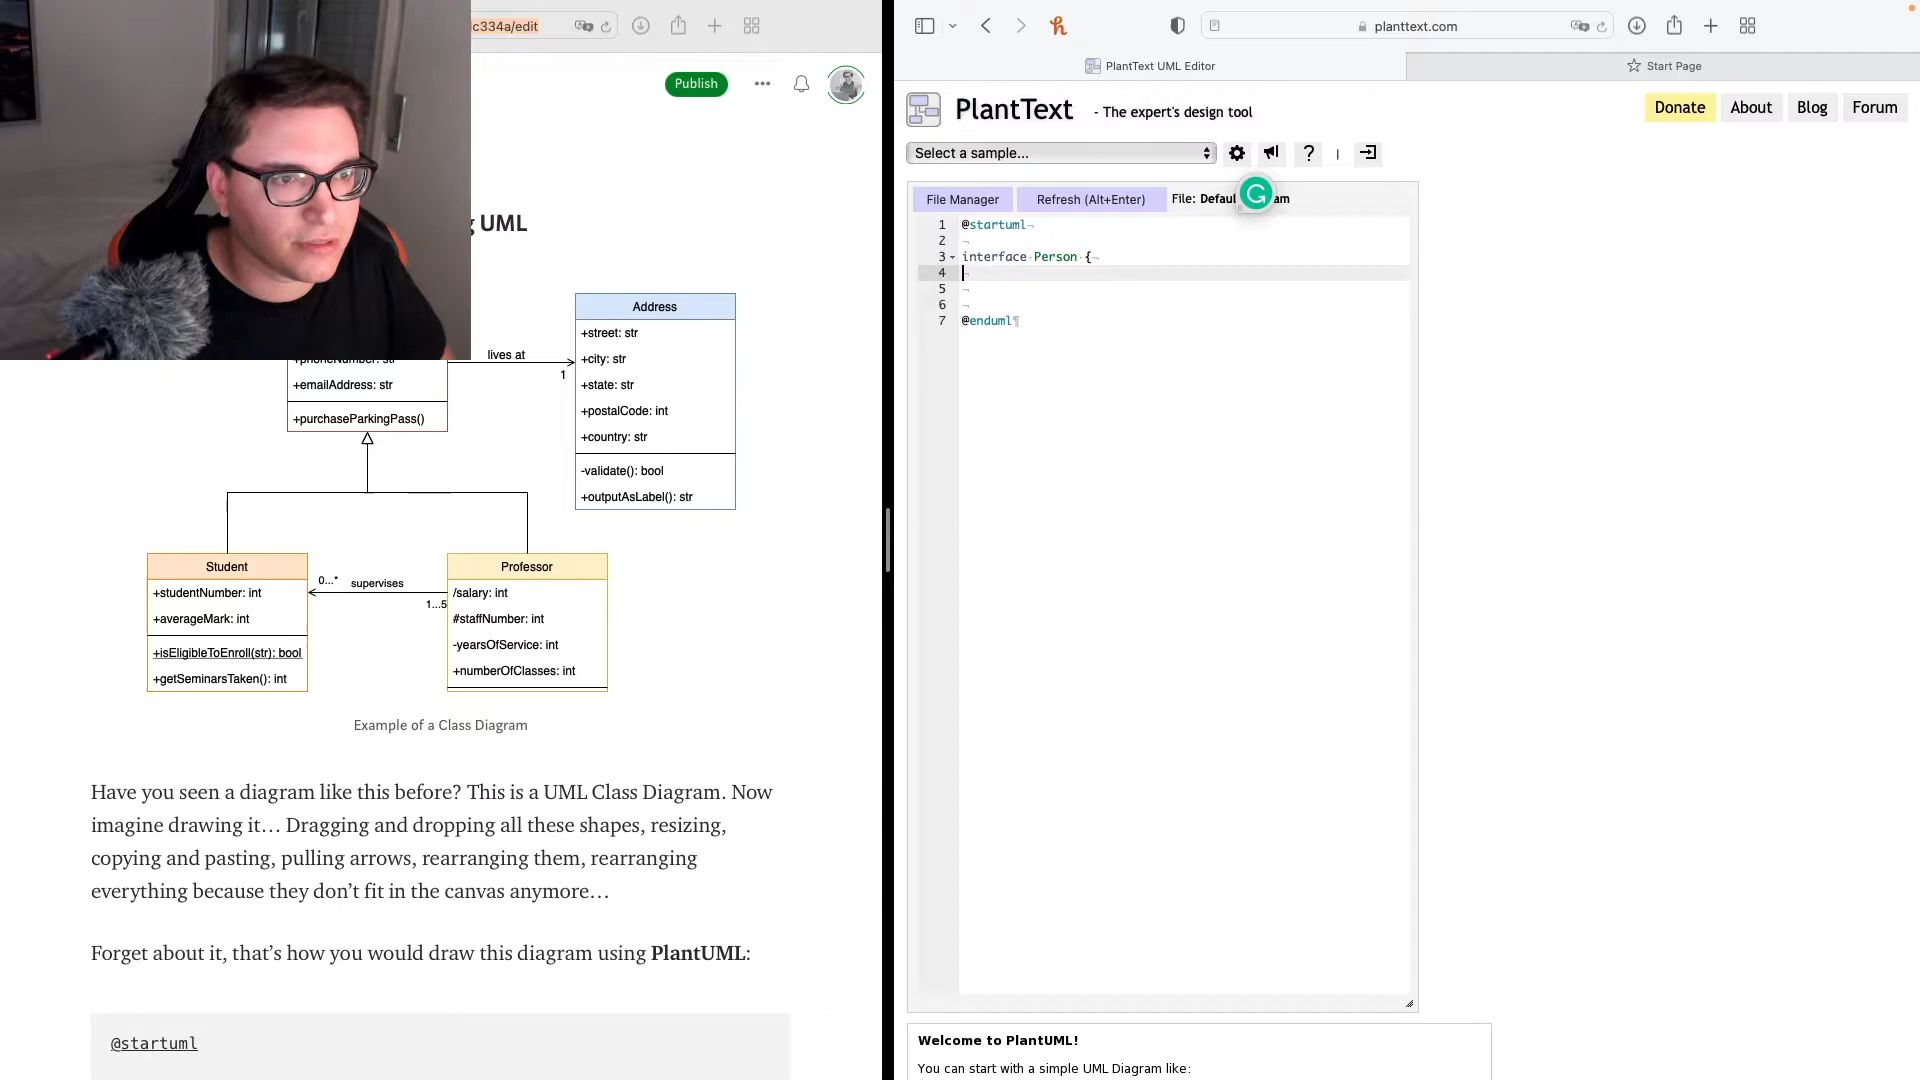 c334a/edit
Publish
UML
Address
+street: str
+city: str
+state: str
+postalCode: int
+country: str
-validate(): bool
+outputAsLabel(): str
lives at
1
+phoneNumber: str
+emailAddress: str
+purchaseParkingPass()
Student
+studentNumber: int
+averageMark: int
+isEligibleToEnroll(str): bool
+getSeminarsTaken(): int
0...*
supervises
1...5
Professor
/salary: int
#staffNumber: int
-yearsOfService: int
+numberOfClasses: int
Example of a Class Diagram
Have you seen a diagram like this before? This is a UML Class Diagram. Now
imagine drawing it… Dragging and dropping all these shapes, resizing,
copying and pasting, pulling arrows, rearranging them, rearranging
everything because they don’t fit in the canvas anymore…
Forget about it, that’s how you would draw this diagram using PlantUML:
@startuml
planttext.com
PlantText UML Editor
Start Page
PlantText - The expert's design tool
Donate
About
Blog
Forum
Select a sample...
File Manager
Refresh (Alt+Enter)
File:
1 @startuml
2
3 interface Person {
4
5
6
7 @enduml
Welcome to PlantUML!
You can start with a simple UML Diagram like: